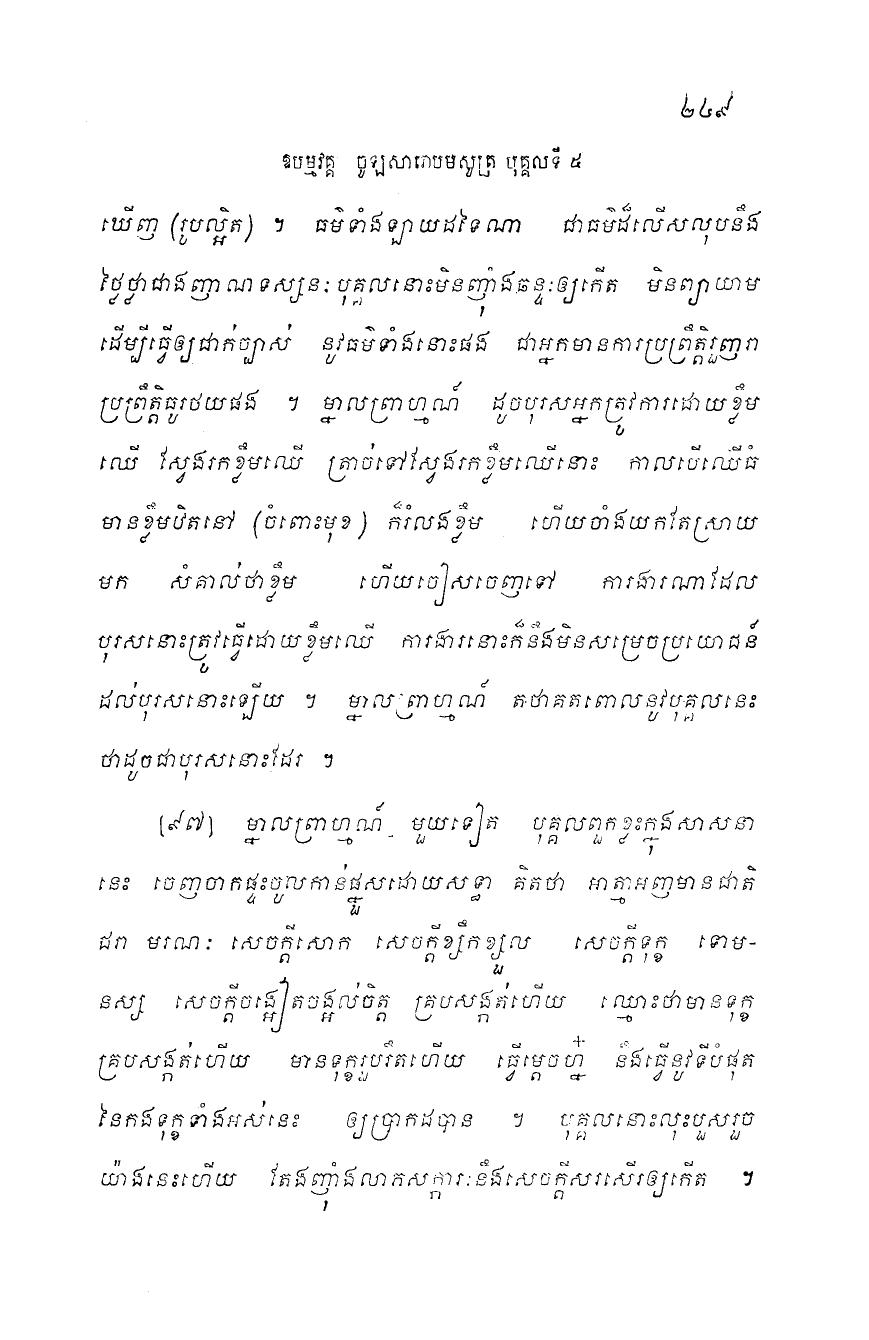 ២៤៩
ឱបម្មវគ្គ ចូឡសារោបមសូត្រ បុគ្គលទី ៥
ឃើញ (រូបល្អិត) ។ ធម៌ទាំងឡាយដទៃណា ជាធម៌ដ៏លើសលុបនឹង
ថ្លៃថ្លាជាងញាណទស្សនៈ បុគ្គលនោះមិនញ៉ាំងឆន្ទៈឲ្យកើត មិនព្យាយាម
ដើម្បីធ្វើឲ្យជាក់ច្បាស់ នូវធម៌ទាំងនោះផង ជាអ្នកមានការប្រព្រឹត្តិរួញរា
ប្រព្រឹត្តិធូរថយផង ។ ម្នាលព្រាហ្មណ៍ ដូចបុរសអ្នកត្រូវការដោយខ្លឹម
ឈើ ស្វែងរកខ្លឹមឈើ ត្រាច់ទៅស្វែងរកខ្លឹមឈើនោះ កាលបើឈើធំ
មានខ្លឹមឋិតនៅ (ចំពោះមុខ) ក៏រំលងខ្លឹម ហើយចាំងយកតែស្រាយ
មក សំគាល់ថាខ្លឹម ហើយចៀសចេញទៅ ការងារណាដែល
បុរសនោះត្រូវធ្វើដោយខ្លឹមឈើ ការងារនោះក៏នឹងមិនសម្រេចប្រយោជន៍
ដល់បុរសនោះឡើយ ។ ម្នាលព្រាហ្មណ៍ តថាគតពោលនូវបុគ្គលនេះ
ថាដូចជាបុរសនោះដែរ ។
[៩៧] ម្នាលព្រាហ្មណ៍ មួយទៀត បុគ្គលពួកខ្លះក្នុងសាសនា
នេះ ចេញចាកផ្ទះចូលកាន់ផ្នួសដោយសទ្ធា គិតថា អាត្មាអញមានជាតិ
ជរា មរណៈ សេចក្តីសោក សេចក្តីខ្សឹកខ្សួល សេចក្តីទុក្ខ ទោម-
នស្ស សេចក្តីចង្អៀតចង្អល់ចិត្ត គ្របសង្កត់ហើយ ឈ្មោះថាមានទុក្ខ
គ្របសង្កត់ហើយ មានទុក្ខរួបរឹតហើយ ធ្វើម្តេចហ្ន៎ នឹងធ្វើនូវទីបំផុត
នៃកងទុក្ខទាំងអស់នេះ ឲ្យប្រាកដបាន ។ បុគ្គលនោះលុះបួសរួច
យ៉ាងនេះហើយ តែងញ៉ាំងលាភសក្ការៈនឹងសេចក្តីសរសើរឲ្យកើត ។